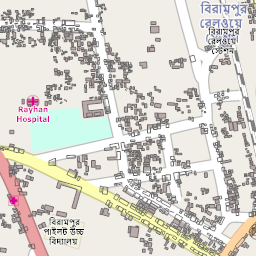 বিরামপুর
রেলওয়ে
বিরামপুর
রেলওয়ে
স্টেশন
Rayhan
Hospital
বিরামপুর
পাইলট উচ্চ
বিদ্যালয়